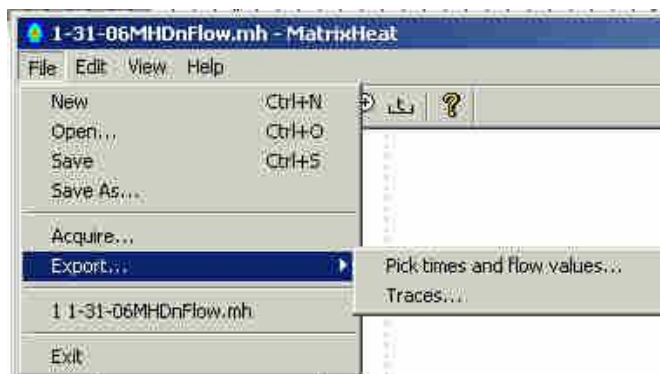 1-31-06MHDnFlow.mh - MatrixHeat
File Edit View Help
New Ctrl+N
Open... Ctrl+O
Save Ctrl+S
Save As...
Acquire...
Export...
Pick times and flow values...
Traces...
1 1-31-06MHDnFlow.mh
Exit